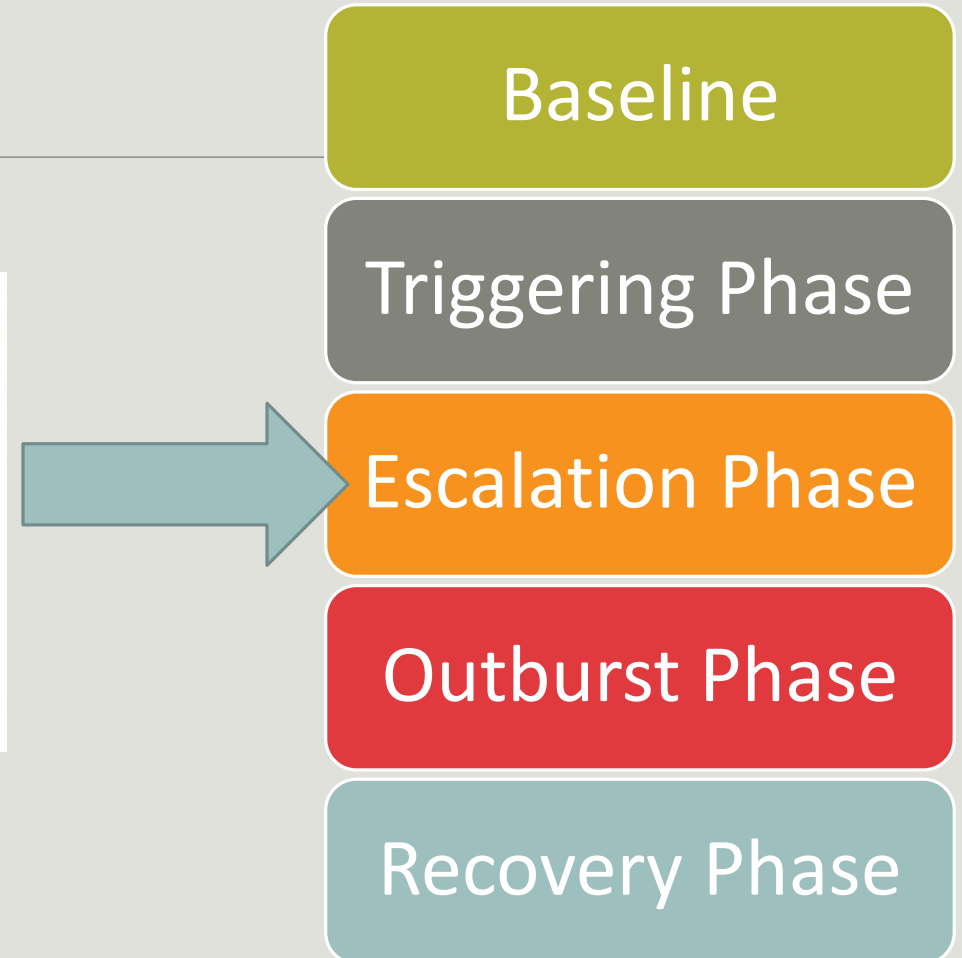 Baseline
Triggering Phase
Escalation Phase
Outburst Phase
Recovery Phase